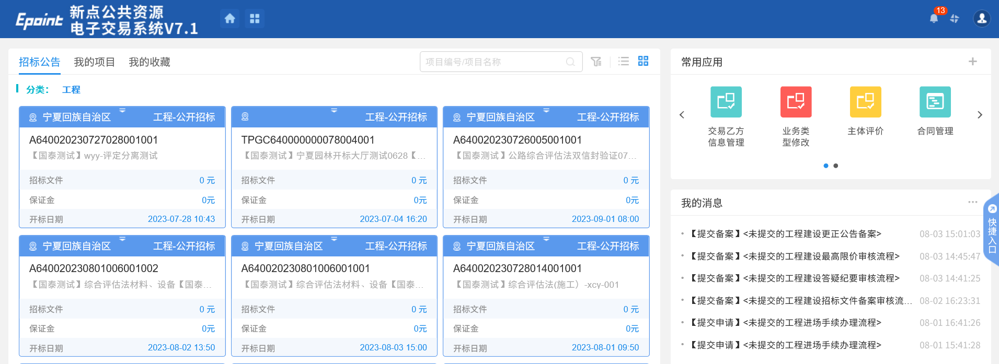 Epoint 新点公共资源
电子交易系统V7.1
13
招标公告 我的项目 我的收藏
项目编号/项目名称
分类： 工程
宁夏回族自治区 工程-公开招标
A640020230727028001001
【国泰测试】wyy-评定分离测试
招标文件 0 元
保证金 0元
开标日期 2023-07-28 10:43
工程-公开招标
TPGC640000000078004001
【国泰测试】宁夏园林开标大厅测试0628【...
招标文件 0 元
保证金 0元
开标日期 2023-07-04 16:20
宁夏回族自治区 工程-公开招标
A640020230726005001001
【国泰测试】公路综合评估法双信封验证07...
招标文件 0 元
保证金 0元
开标日期 2023-09-01 08:00
宁夏回族自治区 工程-公开招标
A640020230801006001002
【国泰测试】综合评估法材料、设备【国泰...
招标文件 0 元
保证金 0元
开标日期 2023-08-02 13:50
宁夏回族自治区 工程-公开招标
A640020230801006001001
【国泰测试】综合评估法材料、设备【国泰...
招标文件 0 元
保证金 0元
开标日期 2023-08-03 15:00
宁夏回族自治区 工程-公开招标
A640020230728014001001
【国泰测试】综合评估法(施工）-xcy-001
招标文件 0 元
保证金 0元
开标日期 2023-08-01 09:50
常用应用
交易乙方
信息管理
业务类
型修改
主体评价
合同管理
我的消息
【提交备案】<未提交的工程建设更正公告备案> 08-03 15:01:03
【提交备案】<未提交的工程建设最高限价审核流程> 08-03 14:45:47
【提交备案】<未提交的工程建设答疑纪要审核流程> 08-03 14:41:25
【提交备案】<未提交的工程建设招标文件备案审核流... 08-02 16:23:31
【提交申请】<未提交的工程进场手续办理流程> 08-01 16:41:26
【提交申请】<未提交的工程进场手续办理流程> 08-01 15:41:28
快捷入口